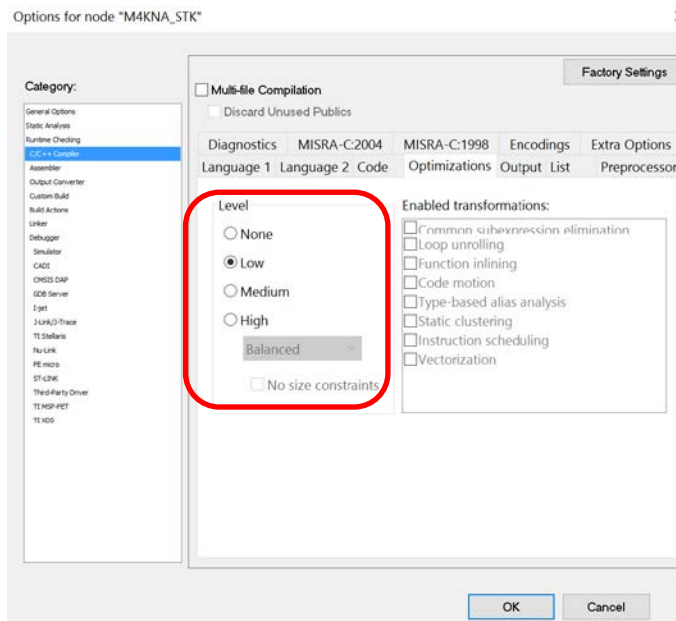 Options for node "M4KNA_STK"
Category:
General Options
Static Analysis
Runtime Checking
C/C++ Compiler
Assembler
Output Converter
Custom Build
Build Actions
Linker
Debugger
Simulator
CADI
CMSIS DAP
GDB Server
I-jet
J-Link/J-Trace
TI Stellaris
Nu-Link
PE micro
ST-LINK
Third-Party Driver
TI MSP-FET
TI XDS
Factory Settings
Multi-file Compilation
Discard Unused Publics
Diagnostics MISRA-C:2004 MISRA-C:1998 Encodings Extra Options
Language 1 Language 2 Code Optimizations Output List Preprocessor
Level
None
Low
Medium
High
Balanced
No size constraints
Enabled transformations:
Common subexpression elimination
Loop unrolling
Function inlining
Code motion
Type-based alias analysis
Static clustering
Instruction scheduling
Vectorization
OK Cancel